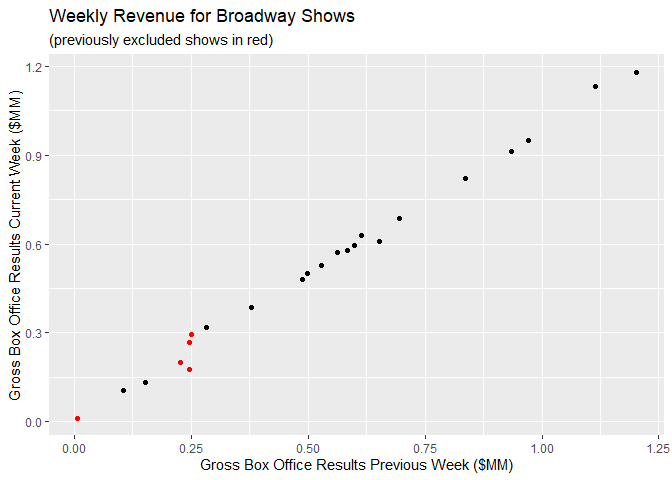 Weekly Revenue for Broadway Shows
(previously excluded shows in red)
Gross Box Office Results Current Week ($MM)
1.2
0.9
0.6
0.3
0.0
0.00 0.25 0.50 0.75 1.00 1.25
Gross Box Office Results Previous Week ($MM)